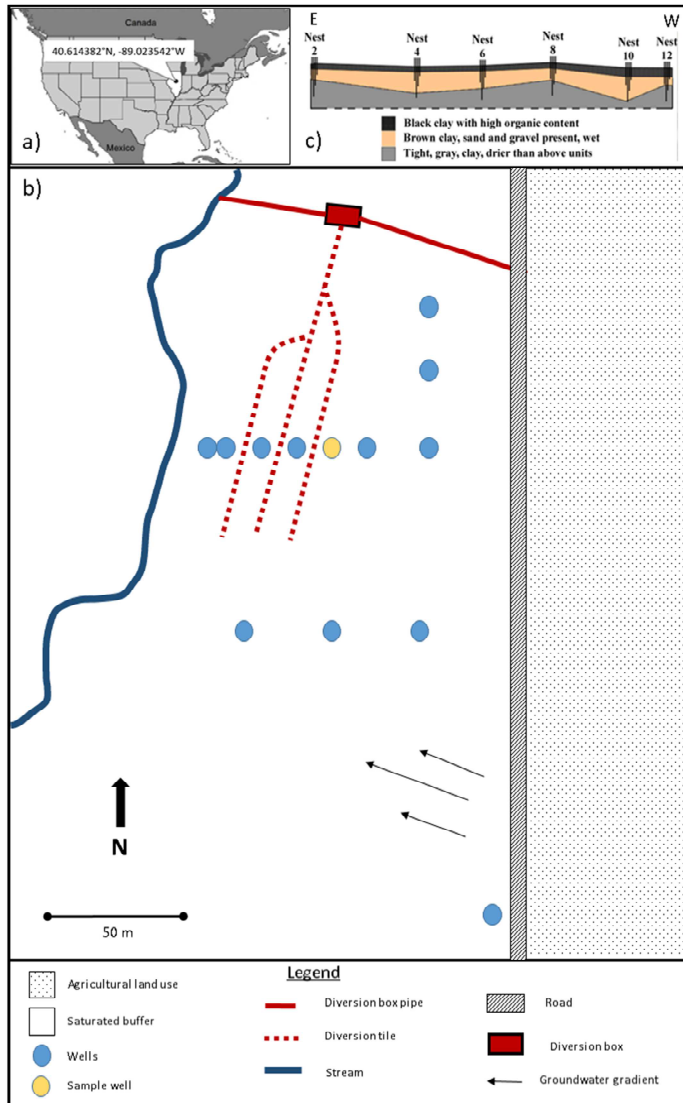 Canada
40.614382°N, -89.023542°W
Mexico
a)
E
W
Nest
2
Nest
4
Nest
6
Nest
8
Nest
10
Nest
12
c)
Black clay with high organic content
Brown clay, sand and gravel present, wet
Tight, gray, clay, drier than above units
b)
N
50 m
Legend
Agricultural land use
Saturated buffer
Wells
Sample well
Diversion box pipe
Diversion tile
Stream
Road
Diversion box
Groundwater gradient